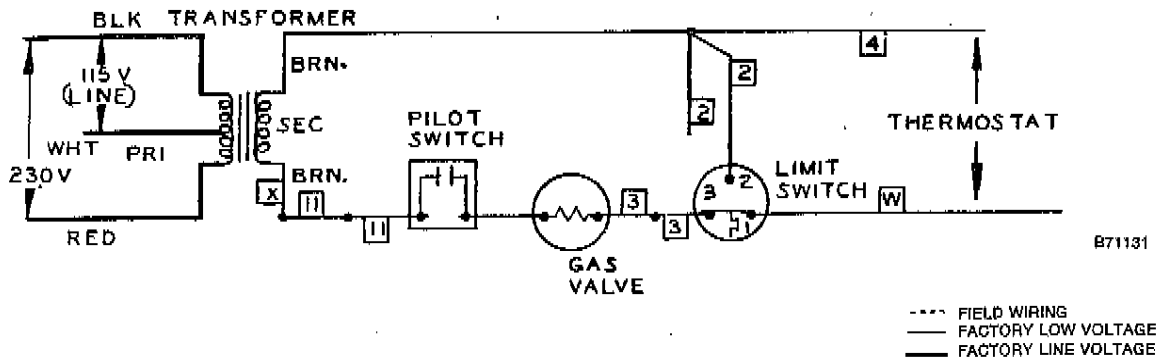 BLK TRANSFORMER
115 V
(LINE)
BRN.
SEC
WHT PRI
230V
BRN.
RED
X
11
11
PILOT
SWITCH
GAS
VALVE
3
3
2
2
4
3 2
1
LIMIT
SWITCH
W
THERMOSTAT
B71131
FIELD WIRING
FACTORY LOW VOLTAGE
FACTORY LINE VOLTAGE